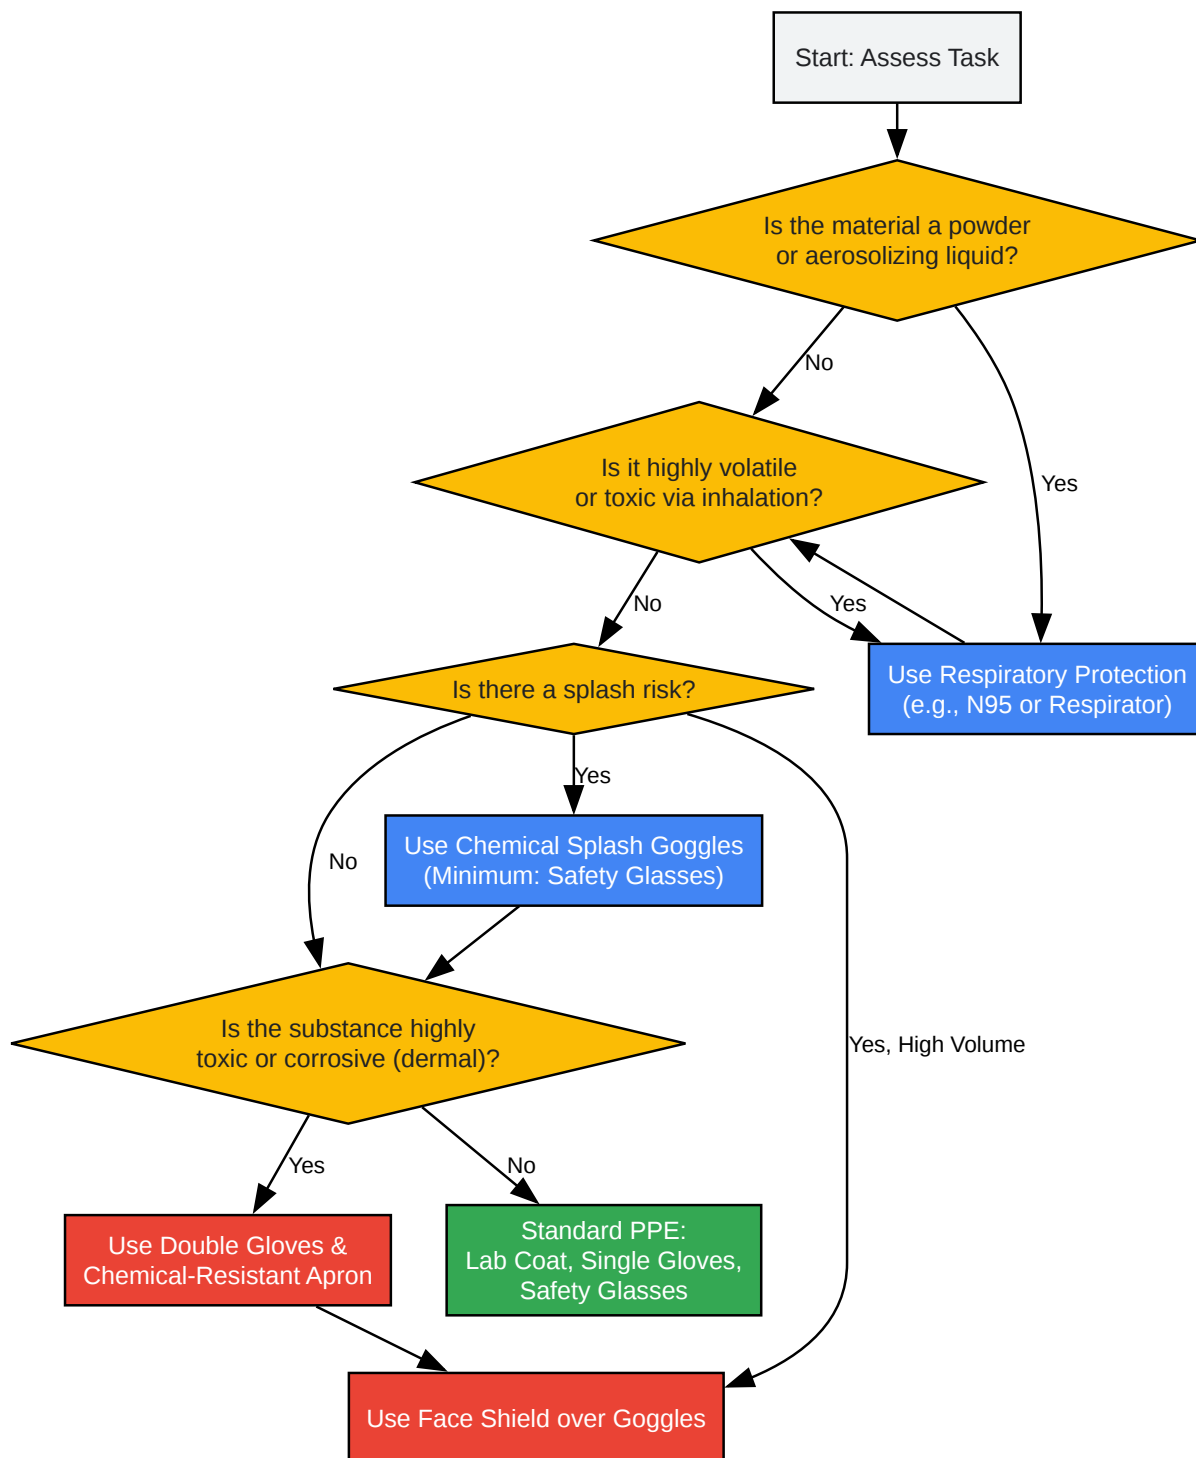 Start: Assess Task
Is the material a powder
or aerosolizing liquid?
No
Yes
Is it highly volatile
or toxic via inhalation?
No
Yes
Use Respiratory Protection
(e.g., N95 or Respirator)
Is there a splash risk?
No
Yes
Yes, High Volume
Use Chemical Splash Goggles
(Minimum: Safety Glasses)
Is the substance highly
toxic or corrosive (dermal)?
Yes
No
Use Double Gloves &
Chemical-Resistant Apron
Standard PPE:
Lab Coat, Single Gloves,
Safety Glasses
Use Face Shield over Goggles